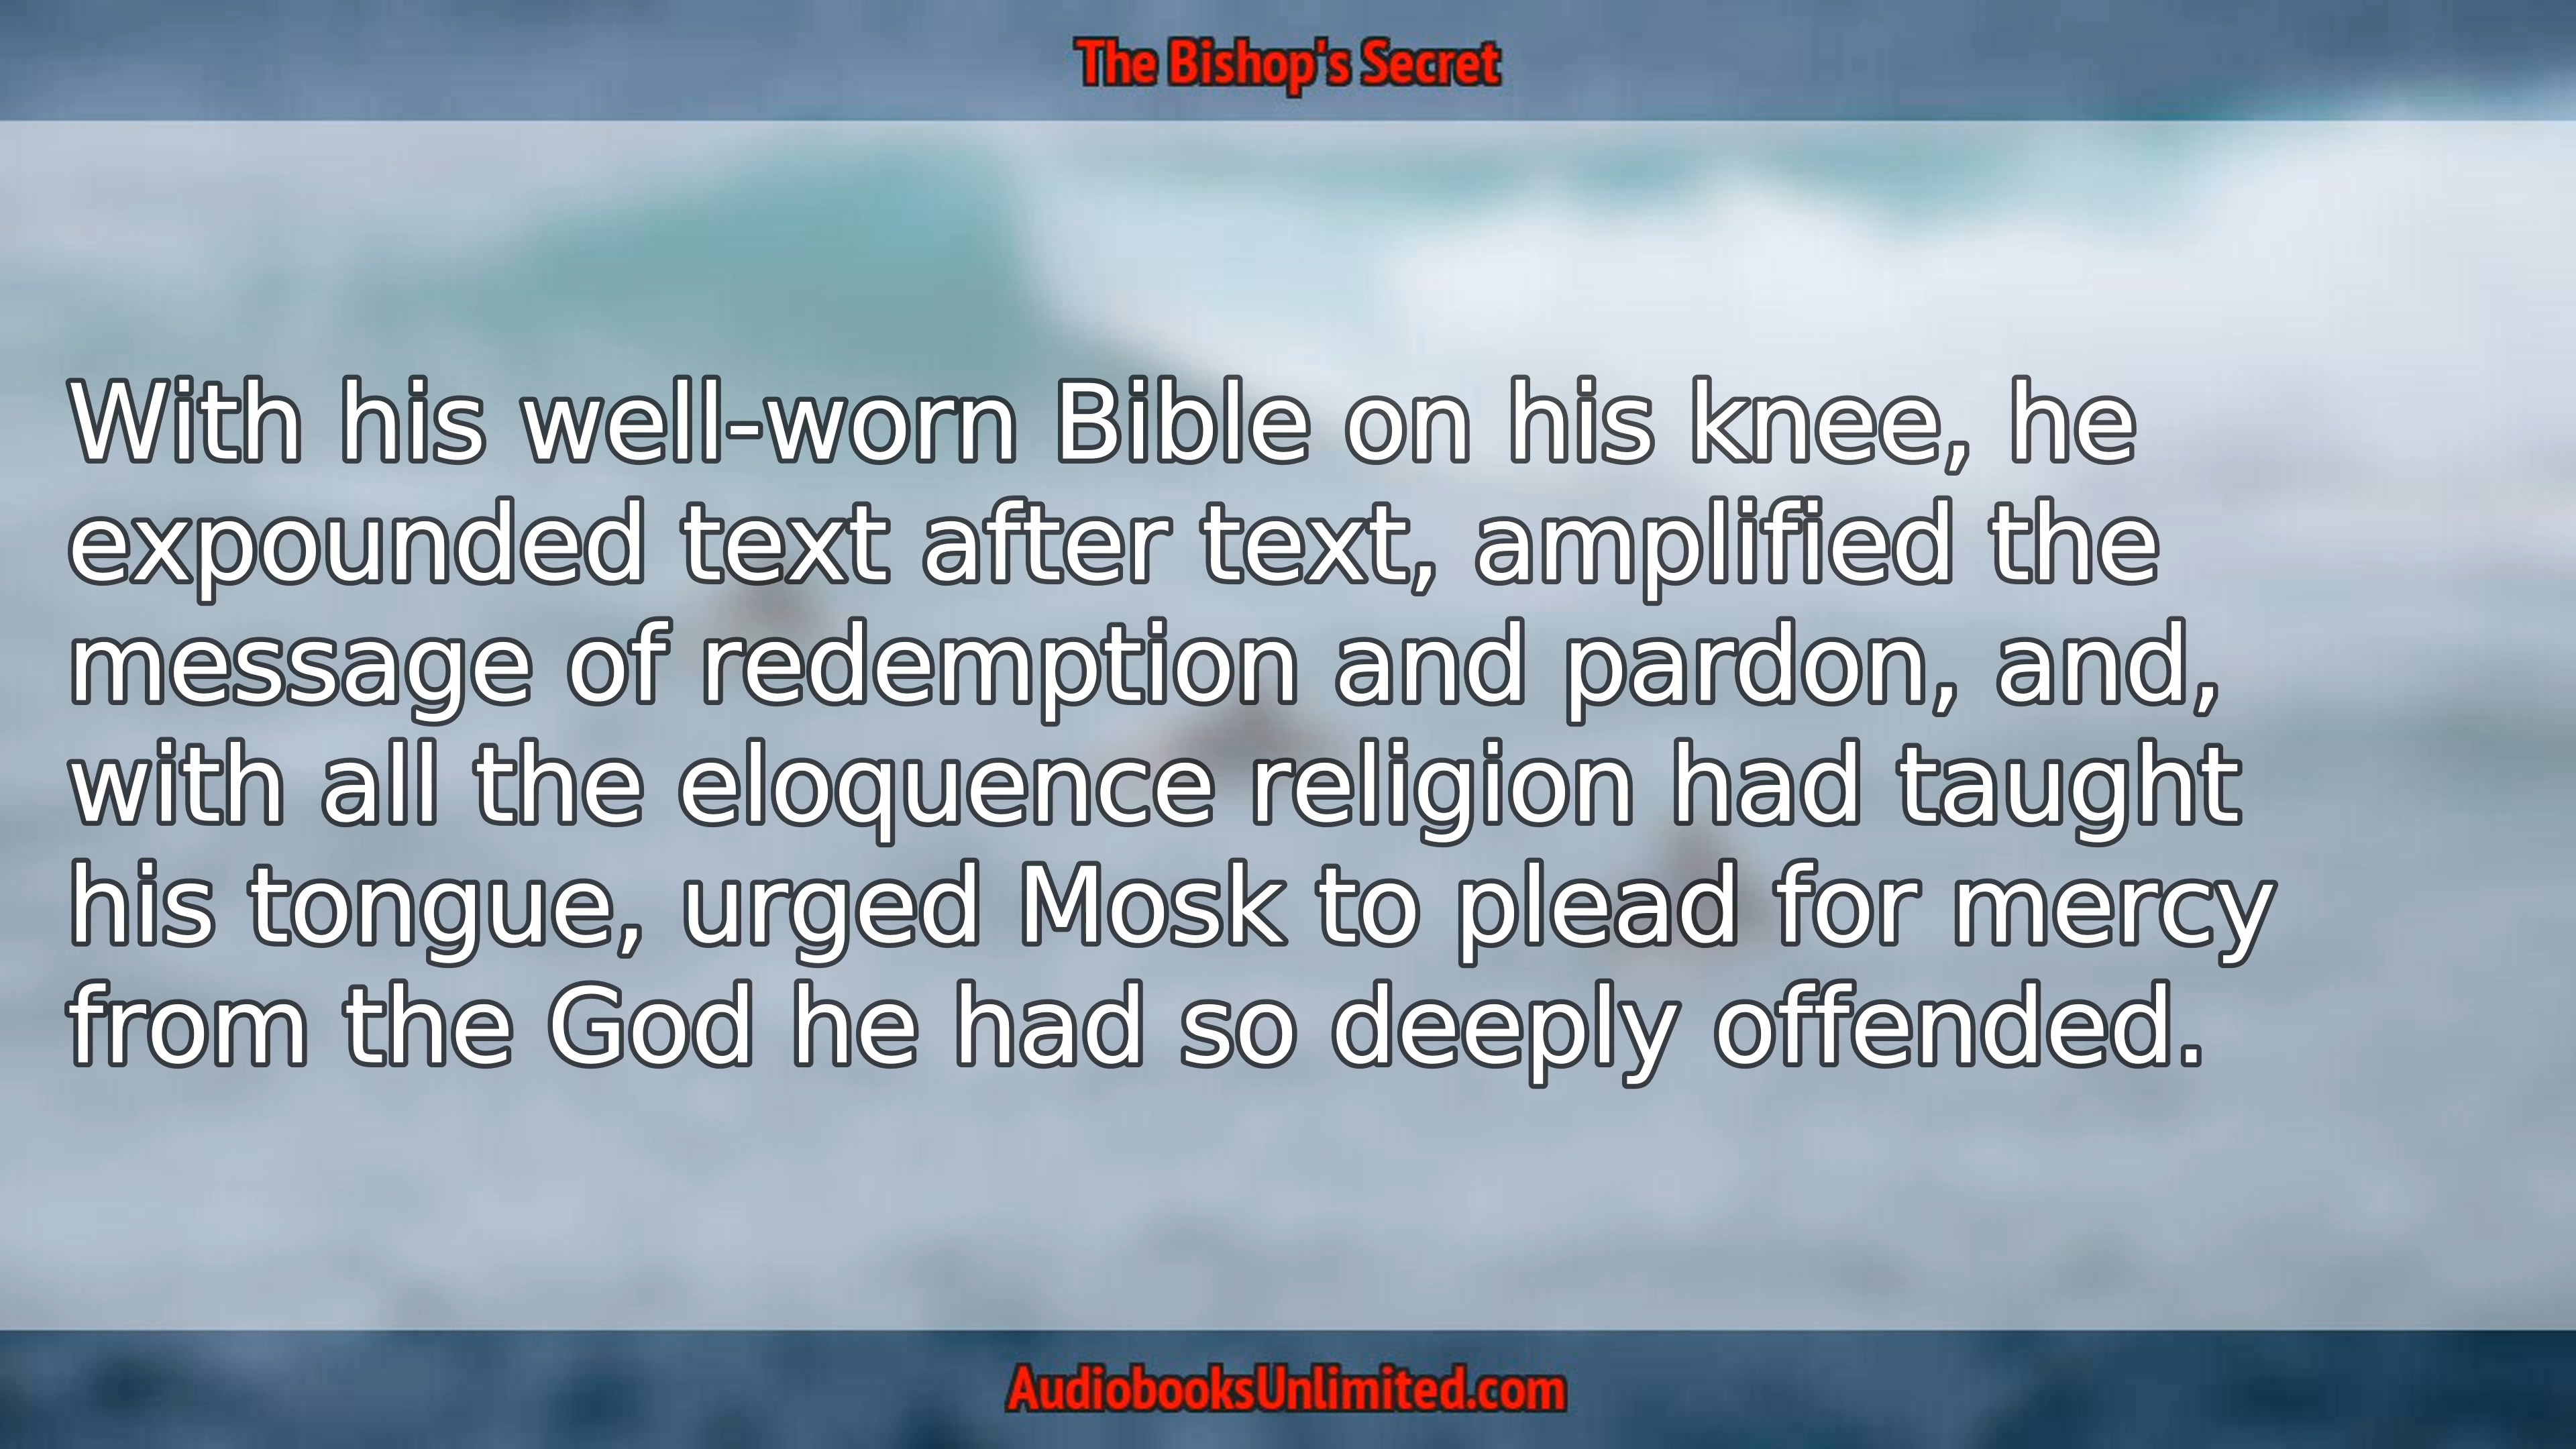 The Bishop's Secret
With his well-worn Bible on his knee, he
expounded text after text, amplified the
message of redemption and pardon, and,
with all the eloquence religion had taught
his tongue, urged Mosk to plead for mercy
from the God he had so deeply offended.
AudiobooksUnlimited.com